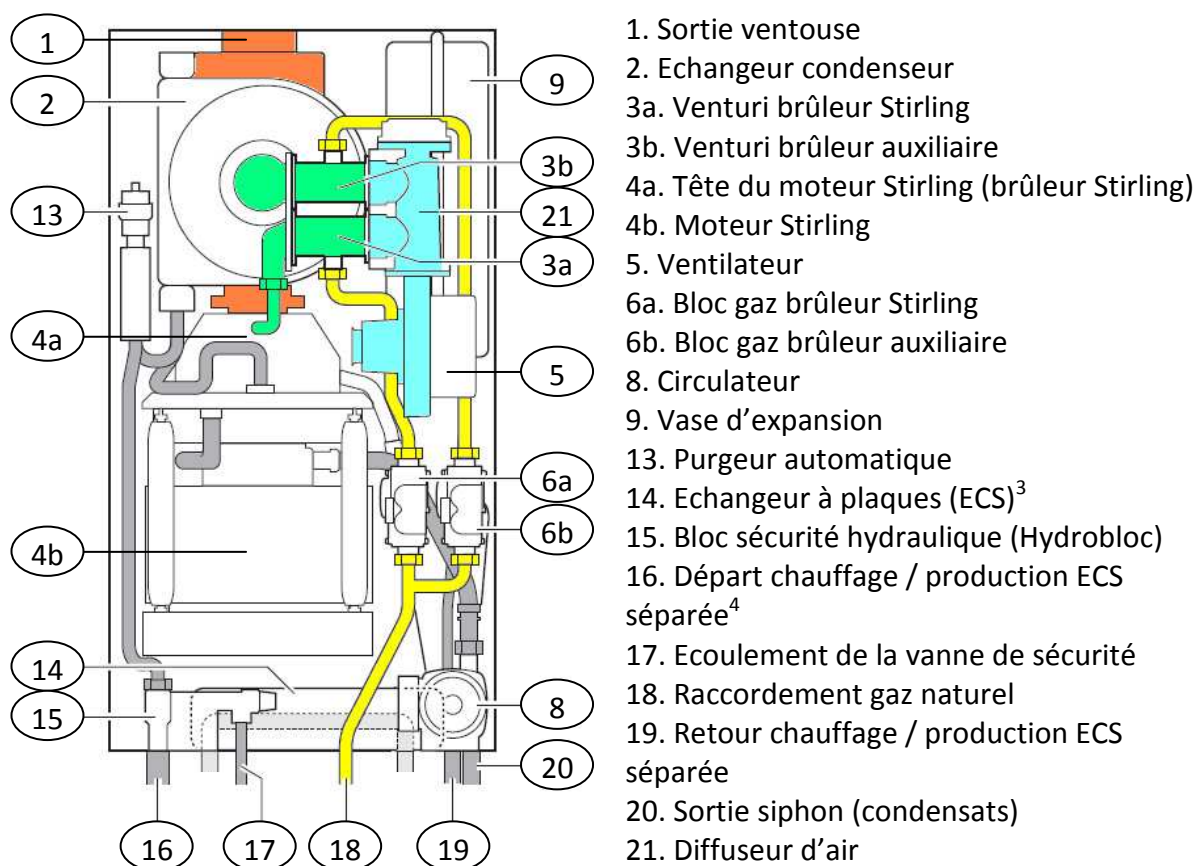 1
2
13
4a
4b
14
15
16
17
18
19
20
8
6b
6a
5
3a
21
3b
9
1. Sortie ventouse
2. Echangeur condenseur
3a. Venturi brûleur Stirling
3b. Venturi brûleur auxiliaire
4a. Tête du moteur Stirling (brûleur Stirling)
4b. Moteur Stirling
5. Ventilateur
6a. Bloc gaz brûleur Stirling
6b. Bloc gaz brûleur auxiliaire
8. Circulateur
9. Vase d’expansion
13. Purgeur automatique
14. Echangeur à plaques (ECS)³
15. Bloc sécurité hydraulique (Hydrobloc)
16. Départ chauffage / production ECS
séparée⁴
17. Ecoulement de la vanne de sécurité
18. Raccordement gaz naturel
19. Retour chauffage / production ECS
séparée
20. Sortie siphon (condensats)
21. Diffuseur d’air